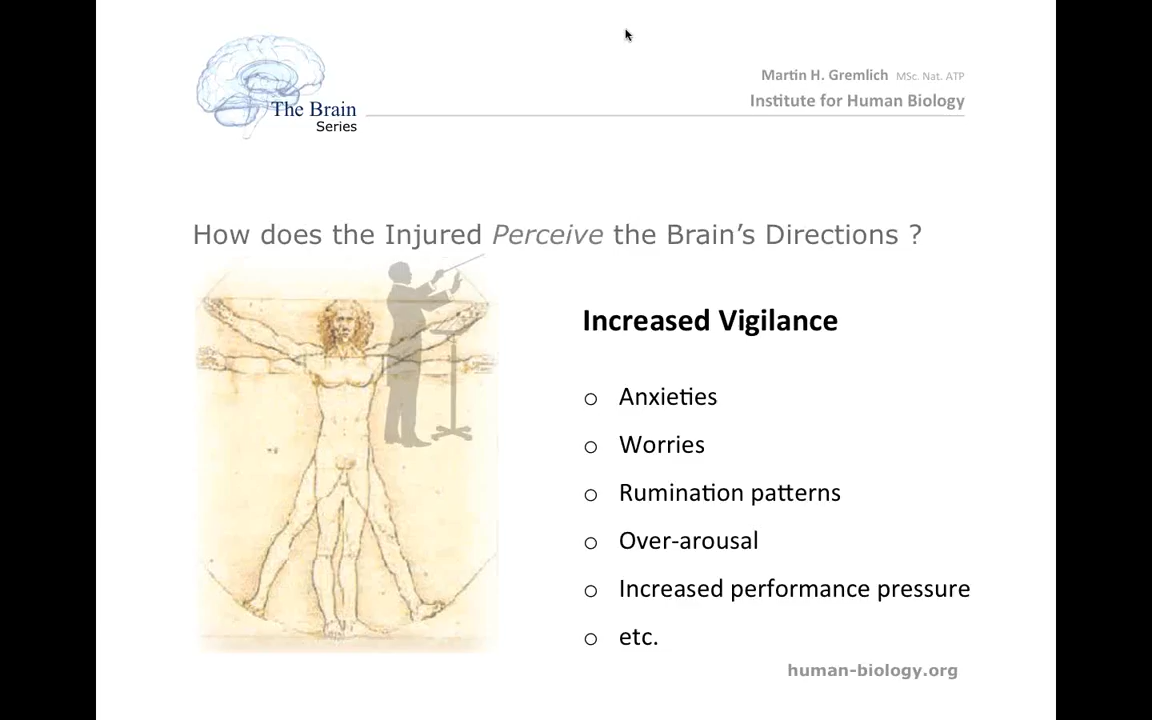 The Brain
Series
Martin H. Gremlich MSc. Nat. ATP
Institute for Human Biology
How does the Injured Perceive the Brain’s Directions ?
Increased Vigilance
o Anxieties
o Worries
o Rumination patterns
o Over-arousal
o Increased performance pressure
o etc.
human-biology.org